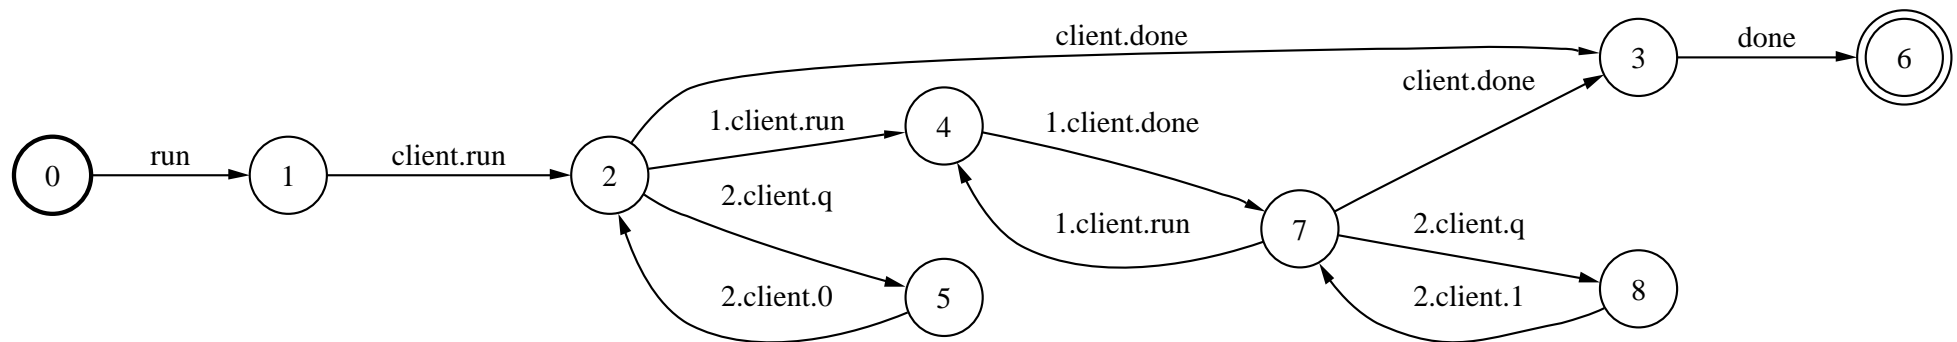 client.done
3
done
6
client.done
1.client.run
4
1.client.done
0
run
1
client.run
2
2.client.q
1.client.run
7
2.client.q
2.client.0
5
2.client.1
8